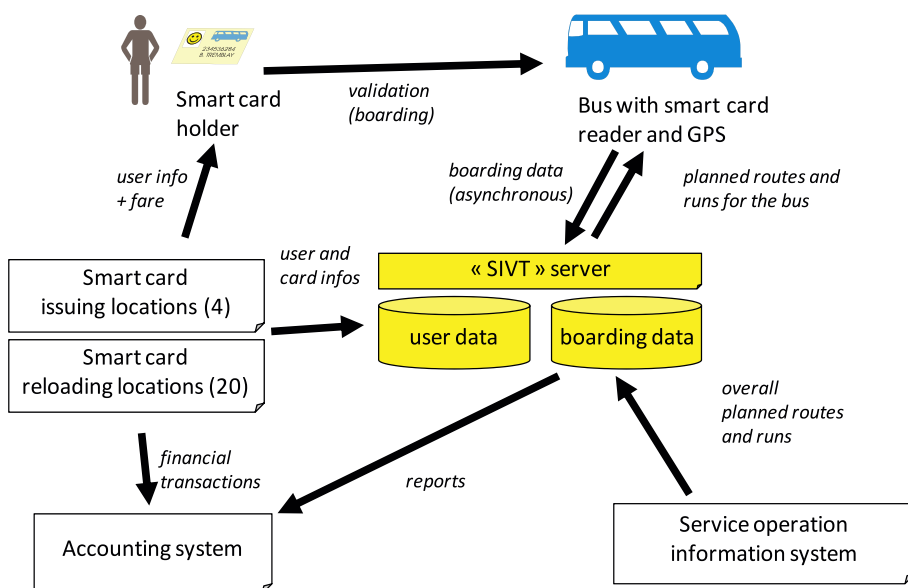 234536284
B. TREMBLAY
Smart card
holder
validation
(boarding)
Bus with smart card
reader and GPS
user info
+ fare
boarding data
(asynchronous)
planned routes and
runs for the bus
Smart card
issuing locations (4)
user and
card infos
« SIVT » server
user data
boarding data
Smart card
reloading locations (20)
overall
planned routes
and runs
financial
transactions
reports
Accounting system
Service operation
information system